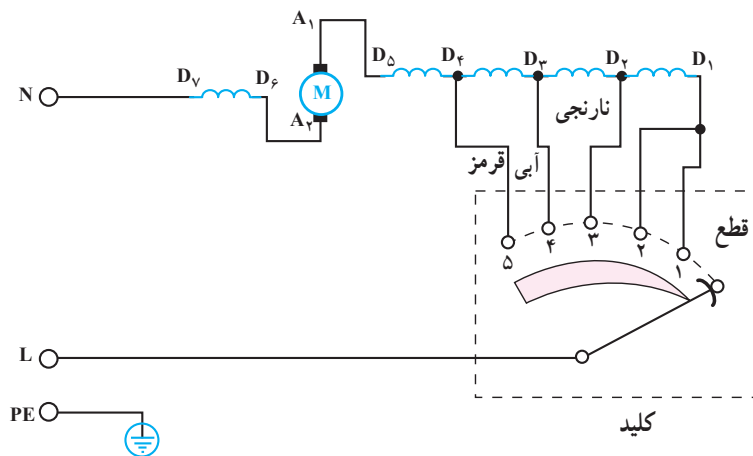 A۱
D۵ D۴ D۳ D۲ D۱
D۷ D۶
N
M
A۲
نارنجی
آبی قرمز
قطع
۵ ۴ ۳ ۲ ۱
L
PE
کلید